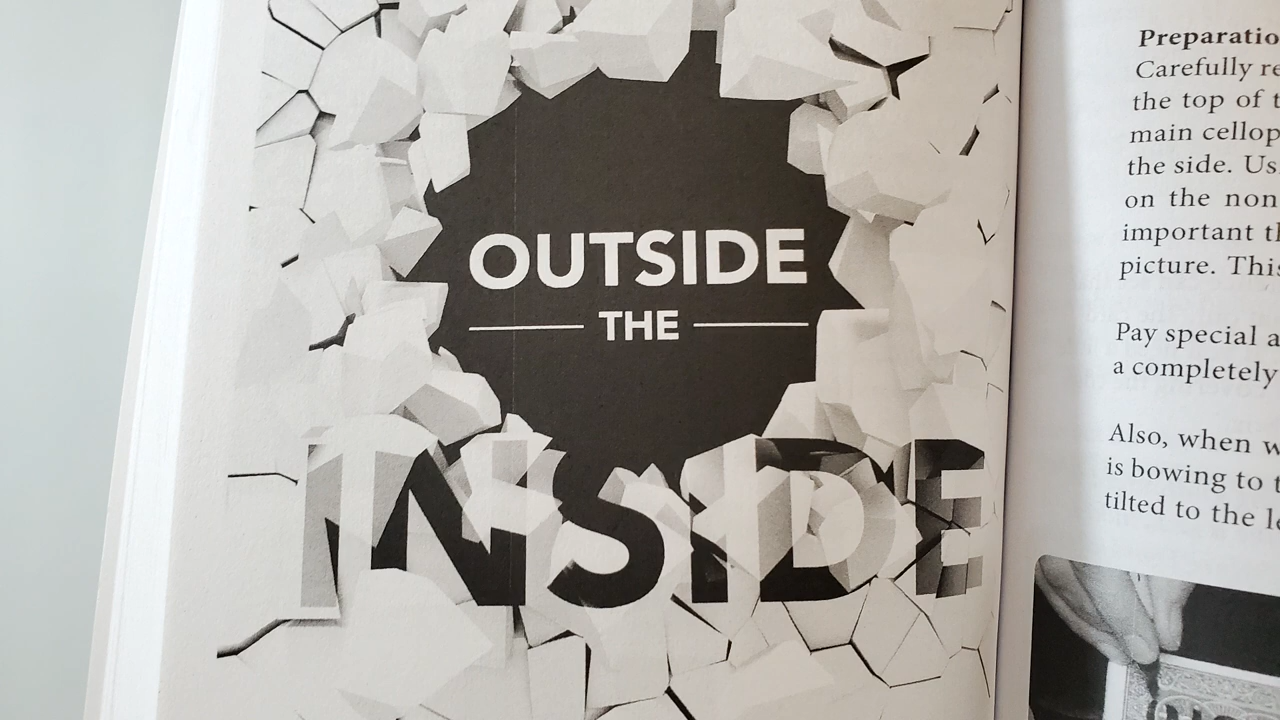 OUTSIDE
THE
INSIDE
Preparatio
Carefully re
the top of t
main cellop
the side. Us
on the non
important th
picture. This
Pay special a
a completely
Also, when w
is bowing to t
tilted to the le